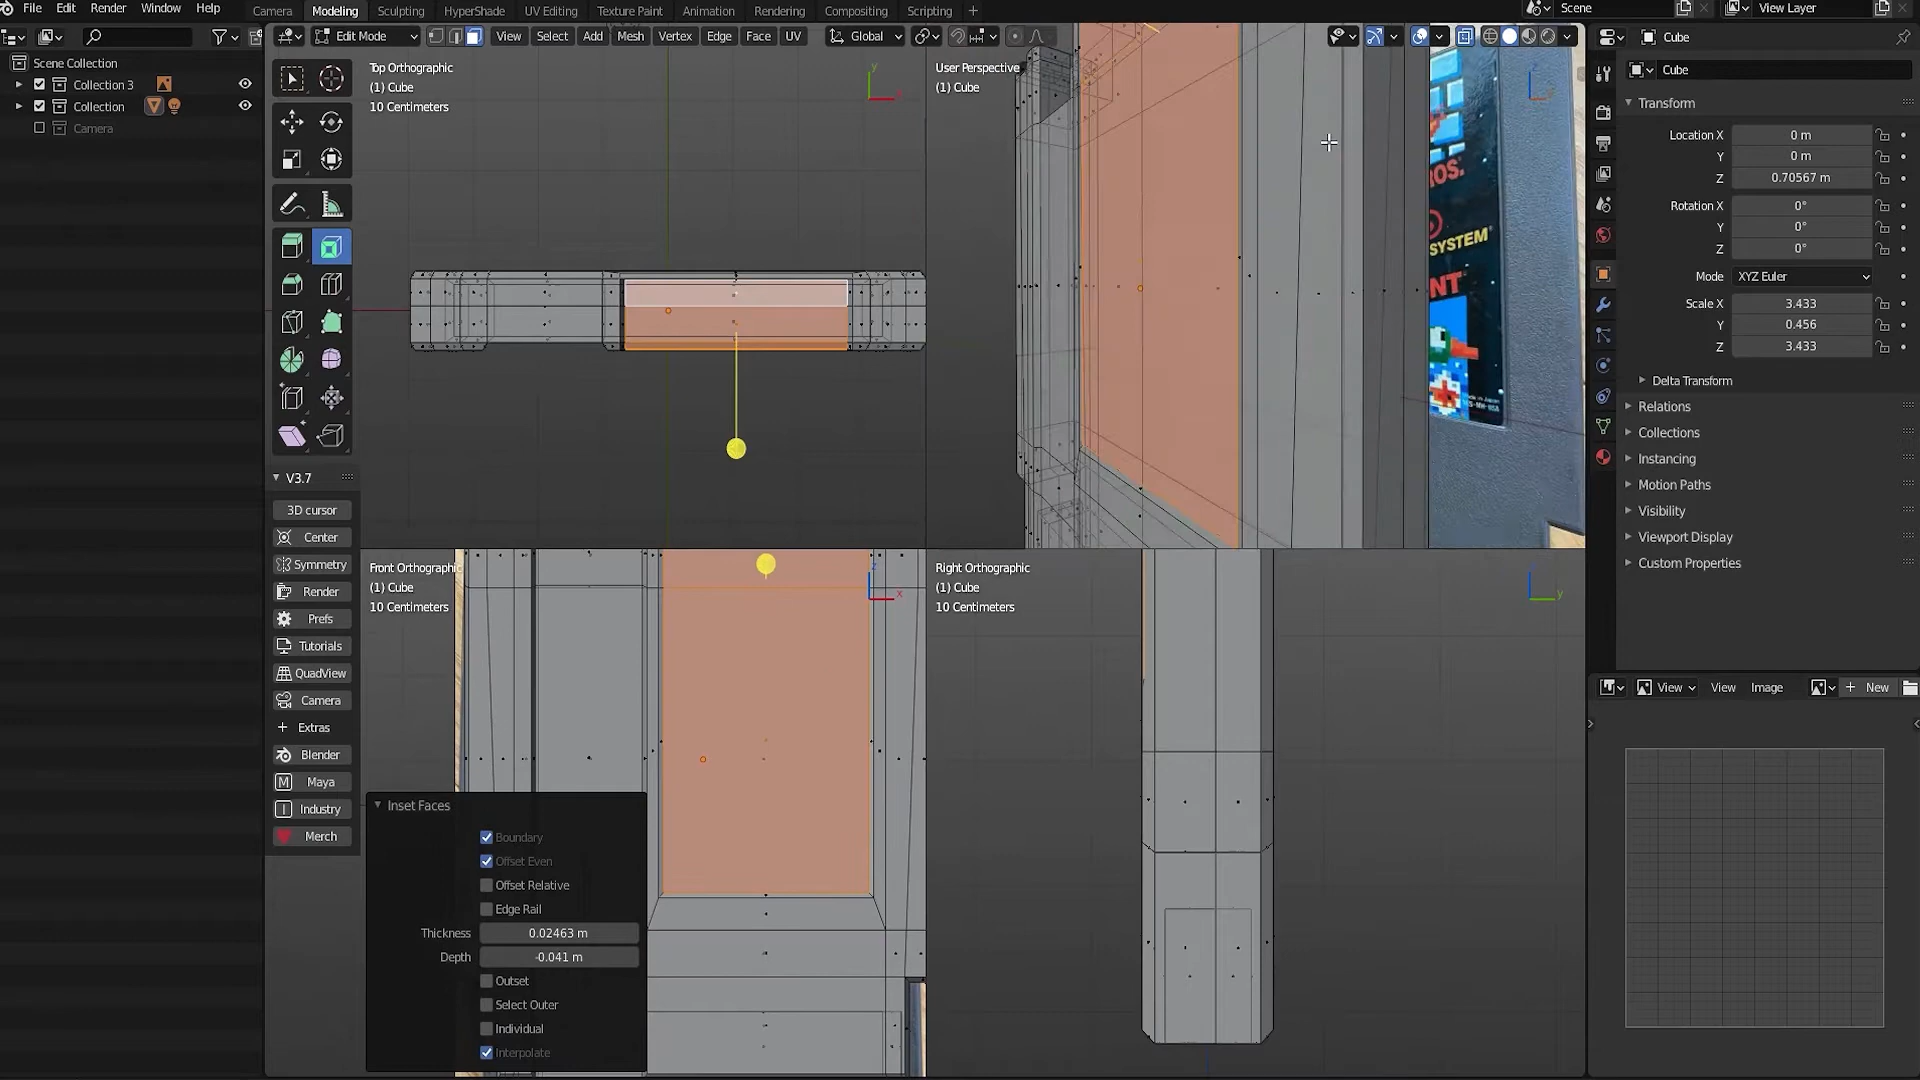 File Edit Render Window Help
Camera Modeling Sculpting HyperShade UV Editing Texture Paint Animation Rendering Compositing Scripting +
Scene
View Layer
Scene Collection
Collection 3
Collection
Camera
Edit Mode
View Select Add Mesh Vertex Edge Face UV
Global
Top Orthographic
(1) Cube
10 Centimeters
User Perspective
(1) Cube
Front Orthographic
(1) Cube
10 Centimeters
Right Orthographic
(1) Cube
10 Centimeters
ROS.
SYSTEM
NT
V3.7
3D cursor
Center
Symmetry
Render
Prefs
Tutorials
QuadView
Camera
Extras
Blender
Maya
Industry
Merch
Inset Faces
Boundary
Offset Even
Offset Relative
Edge Rail
Thickness 0.02463 m
Depth -0.041 m
Outset
Select Outer
Individual
Interpolate
Cube
Cube
Transform
Location X 0 m
Y 0 m
Z 0.70567 m
Rotation X 0°
Y 0°
Z 0°
Mode XYZ Euler
Scale X 3.433
Y 0.456
Z 3.433
Delta Transform
Relations
Collections
Instancing
Motion Paths
Visibility
Viewport Display
Custom Properties
View View Image + New